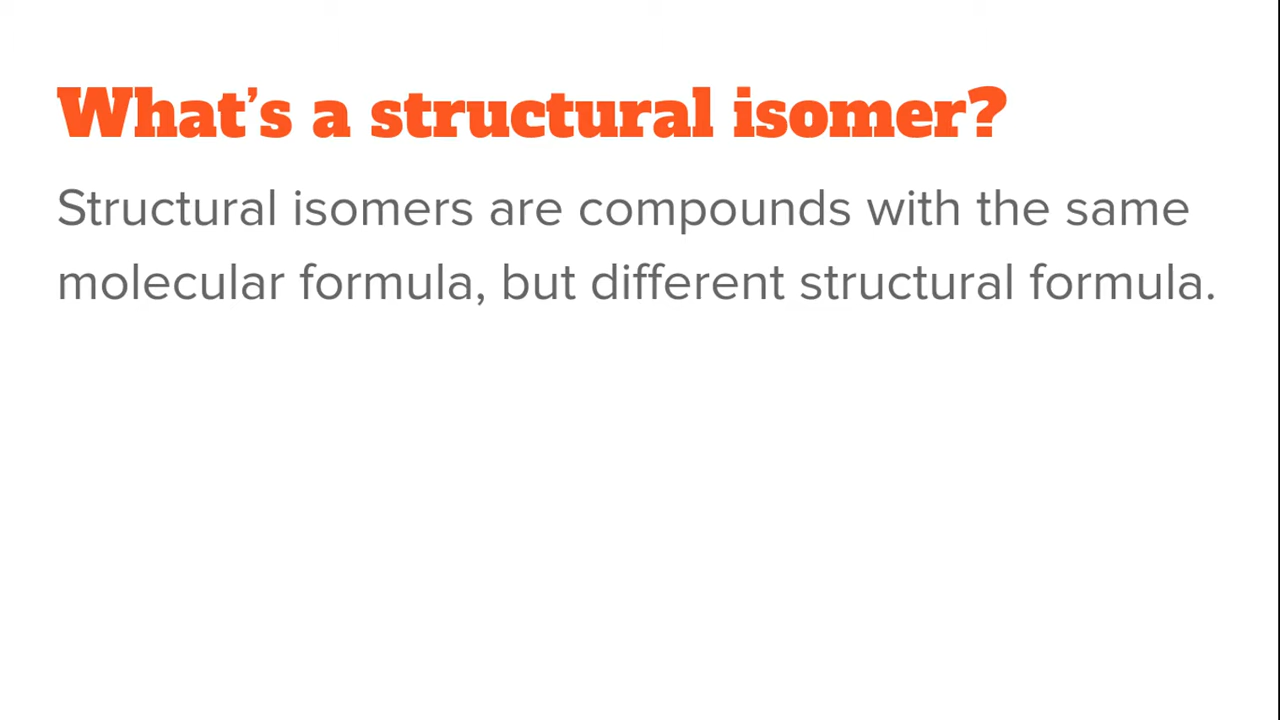 What’s a structural isomer?
Structural isomers are compounds with the same
molecular formula, but different structural formula.